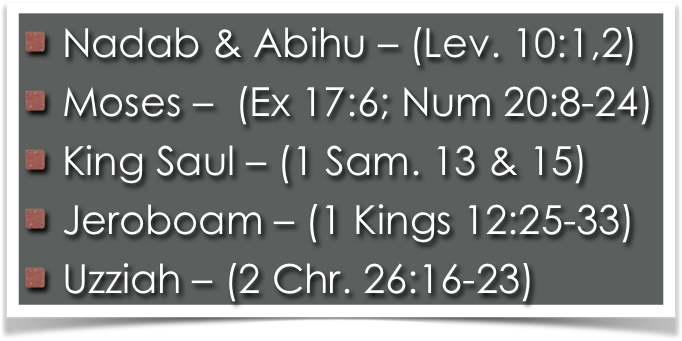 Nadab & Abihu – (Lev. 10:1,2)
Moses –  (Ex 17:6; Num 20:8-24)
King Saul – (1 Sam. 13 & 15)
Jeroboam – (1 Kings 12:25-33)
Uzziah – (2 Chr. 26:16-23)